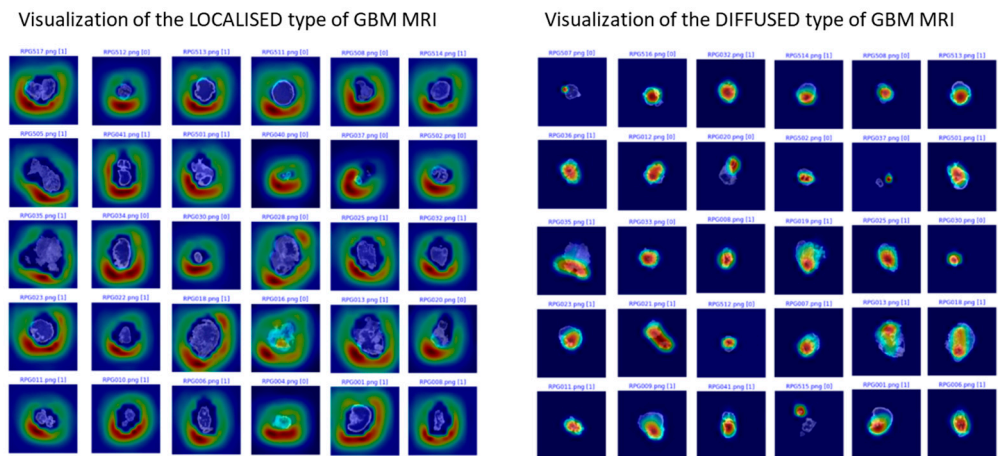 Visualization of the LOCALISED type of GBM MRI
RPG517.png [1] RPG512.png [0] RPG513.png [1] RPG511.png [0] RPG508.png [0] RPG514.png [1]
RPG505.png [1] RPG041.png [1] RPG501.png [1] RPG040.png [0] RPG037.png [0] RPG502.png [0]
RPG035.png [1] RPG034.png [0] RPG030.png [0] RPG028.png [0] RPG025.png [1] RPG032.png [1]
RPG023.png [1] RPG022.png [1] RPG018.png [1] RPG016.png [0] RPG013.png [1] RPG020.png [0]
RPG011.png [1] RPG010.png [1] RPG006.png [1] RPG004.png [0] RPG001.png [1] RPG008.png [1]
Visualization of the DIFFUSED type of GBM MRI
RPG507.png [0] RPG516.png [0] RPG032.png [1] RPG514.png [1] RPG508.png [0] RPG513.png [1]
RPG036.png [1] RPG012.png [0] RPG020.png [0] RPG502.png [0] RPG037.png [0] RPG501.png [1]
RPG035.png [1] RPG033.png [0] RPG008.png [1] RPG019.png [1] RPG025.png [1] RPG030.png [0]
RPG023.png [1] RPG021.png [1] RPG512.png [0] RPG007.png [1] RPG013.png [1] RPG018.png [1]
RPG011.png [1] RPG009.png [1] RPG041.png [1] RPG515.png [0] RPG001.png [1] RPG006.png [1]